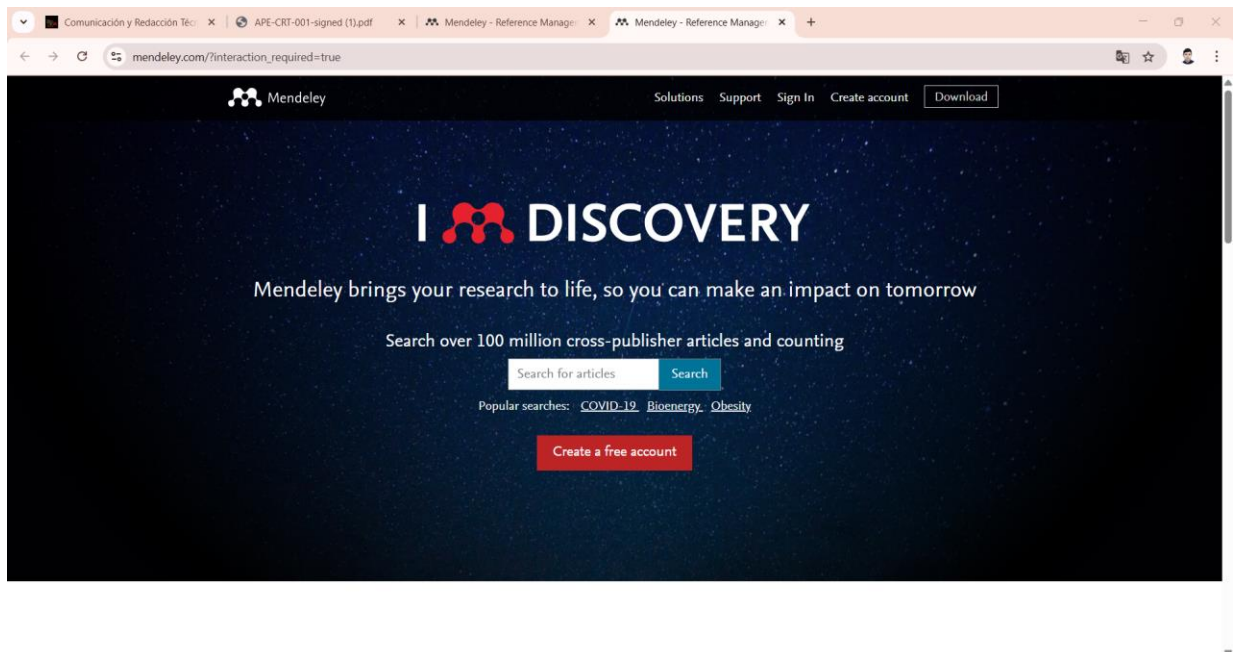 Comunicación y Redacción Téc
APE-CRT-001-signed (1).pdf
Mendeley - Reference Manager
Mendeley - Reference Manager
mendeley.com/?interaction_required=true
Mendeley
Solutions Support Sign In Create account Download
I DISCOVERY
Mendeley brings your research to life, so you can make an impact on tomorrow
Search over 100 million cross-publisher articles and counting
Search for articles Search
Popular searches: COVID-19 Bioenergy Obesity
Create a free account